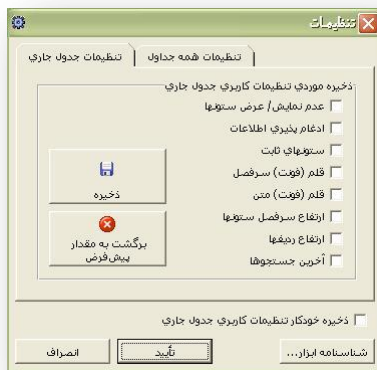 تنظیمات
تنظیمات جدول جاري
تنظیمات همه جداول
ذخیره موردي تنظیمات کاربري جدول جاري
عدم نمایش/ عرض ستونها
ادغام پذیري اطلاعات
ستونهاي ثابت
قلم (فونت) سرفصل
قلم (فونت) متن
ارتفاع سرفصل ستونها
ارتفاع ردیفها
آخرین جستجوها
ذخیره
برگشت به مقدار
پیش‌فرض
ذخیره خودکار تنظیمات کاربري جدول جاري
شناسنامه ابزار...
تأیید
انصراف